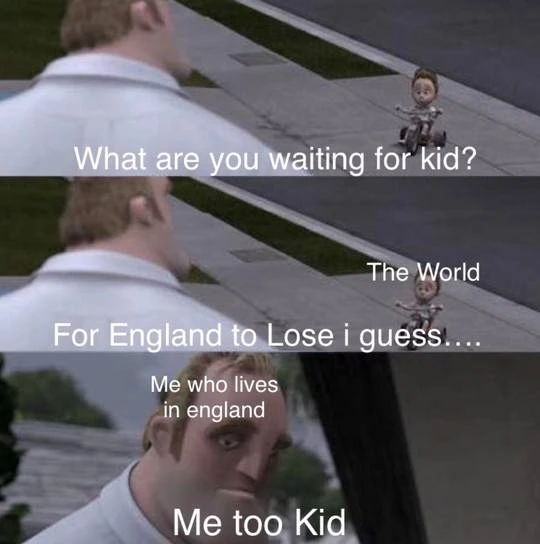 What are you waiting for kid?
The World
For England to Lose i guess....
Me who lives
in england
Me too Kid